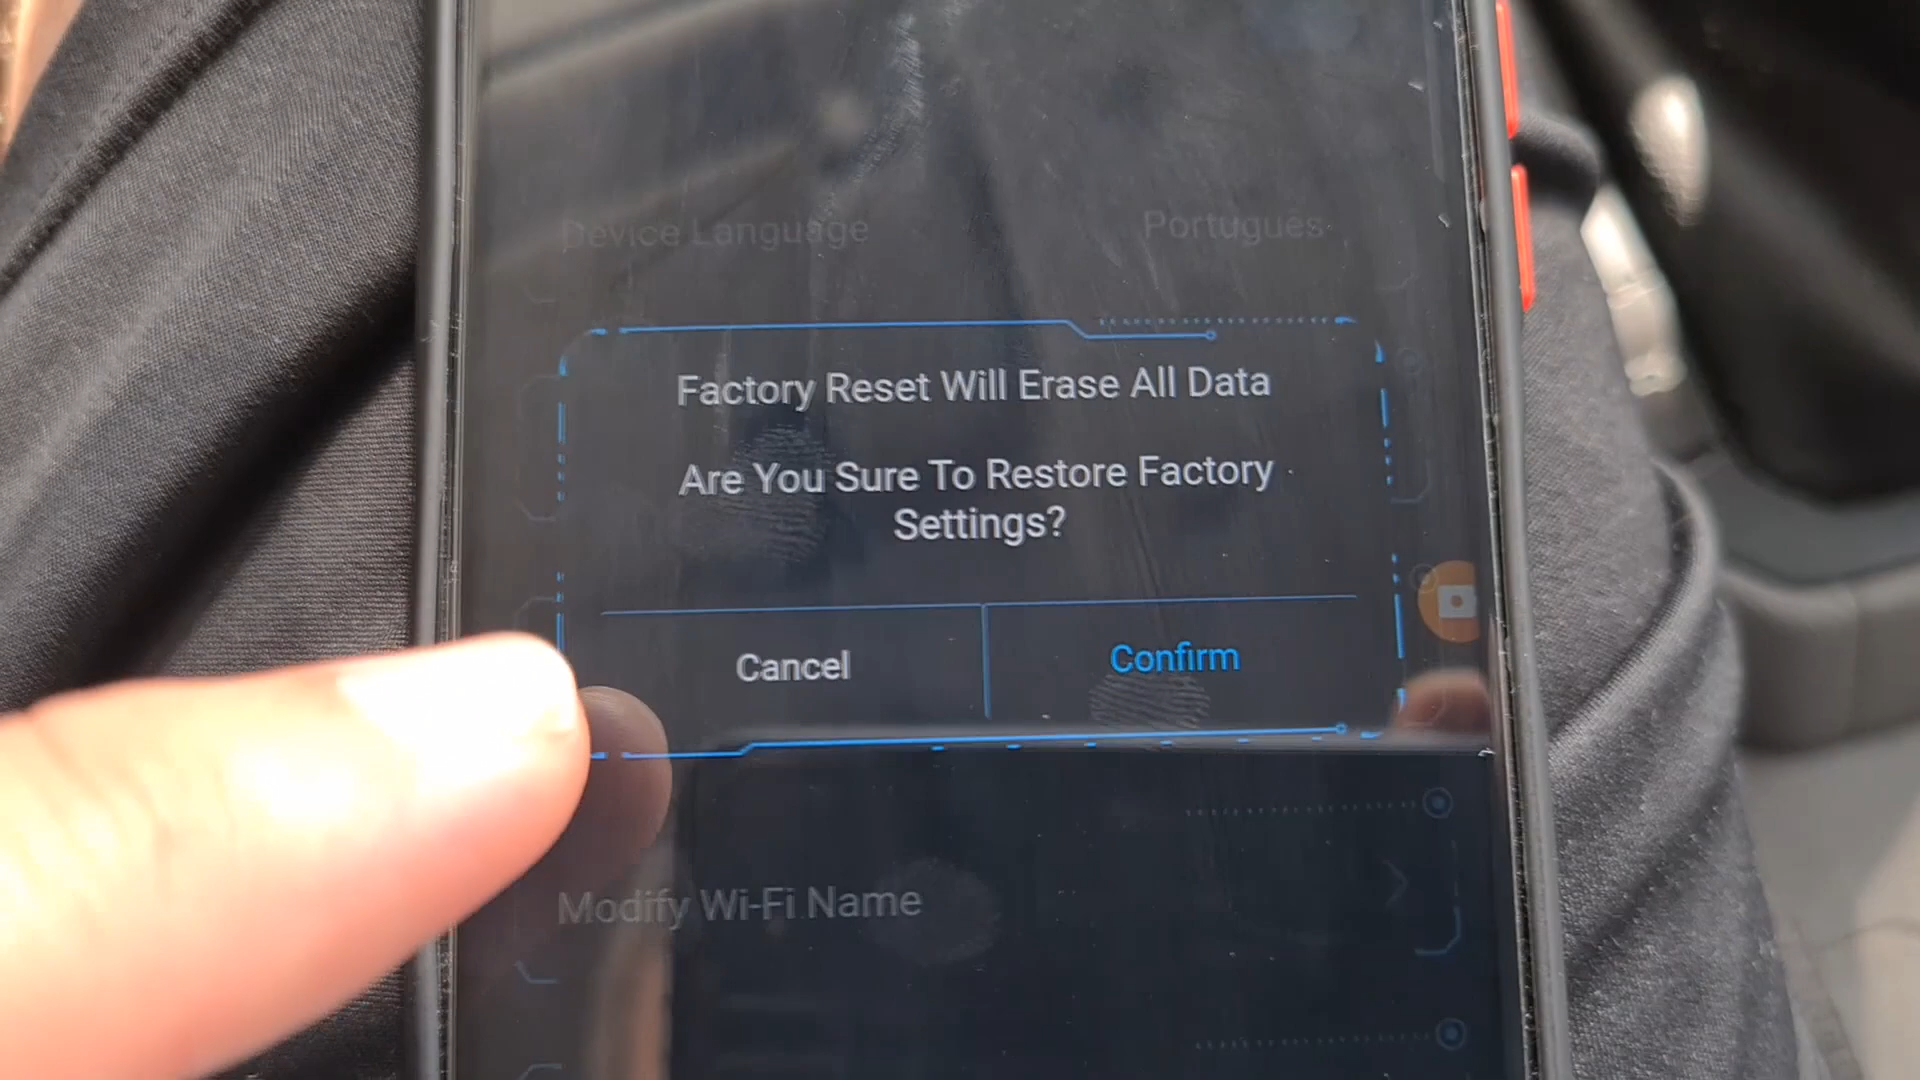 Device Language Portugues
Factory Reset Will Erase All Data
Are You Sure To Restore Factory
Settings?
Cancel Confirm
Modify Wi-Fi Name